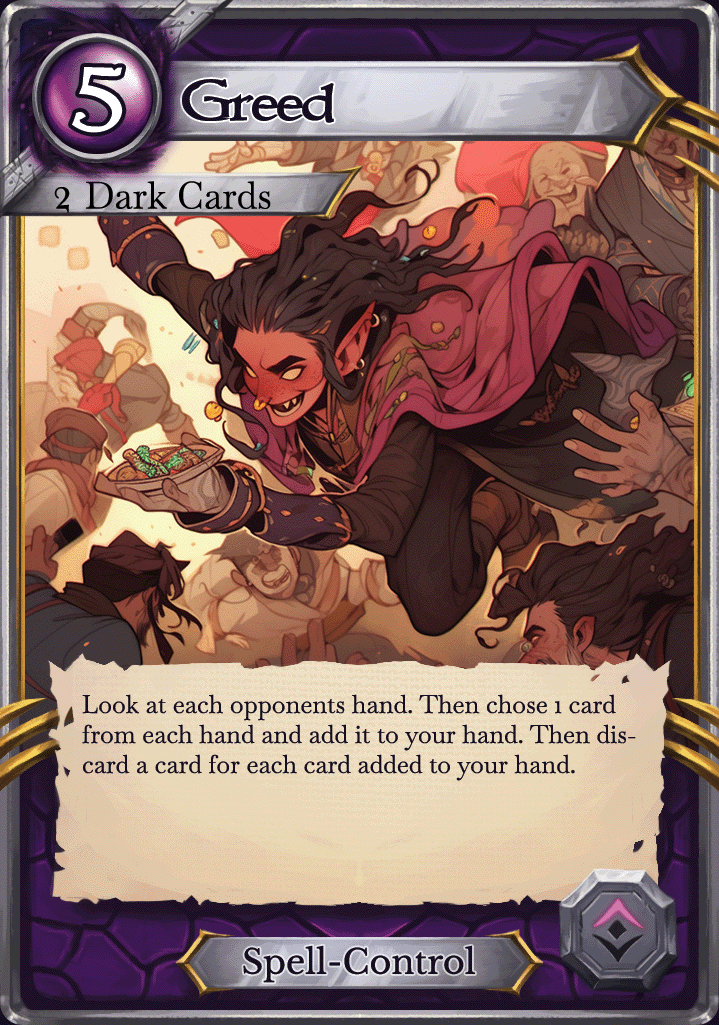 5
Greed
2 Dark Cards
Look at each opponents hand. Then chose 1 card
from each hand and add it to your hand. Then dis-
card a card for each card added to your hand.
Spell-Control